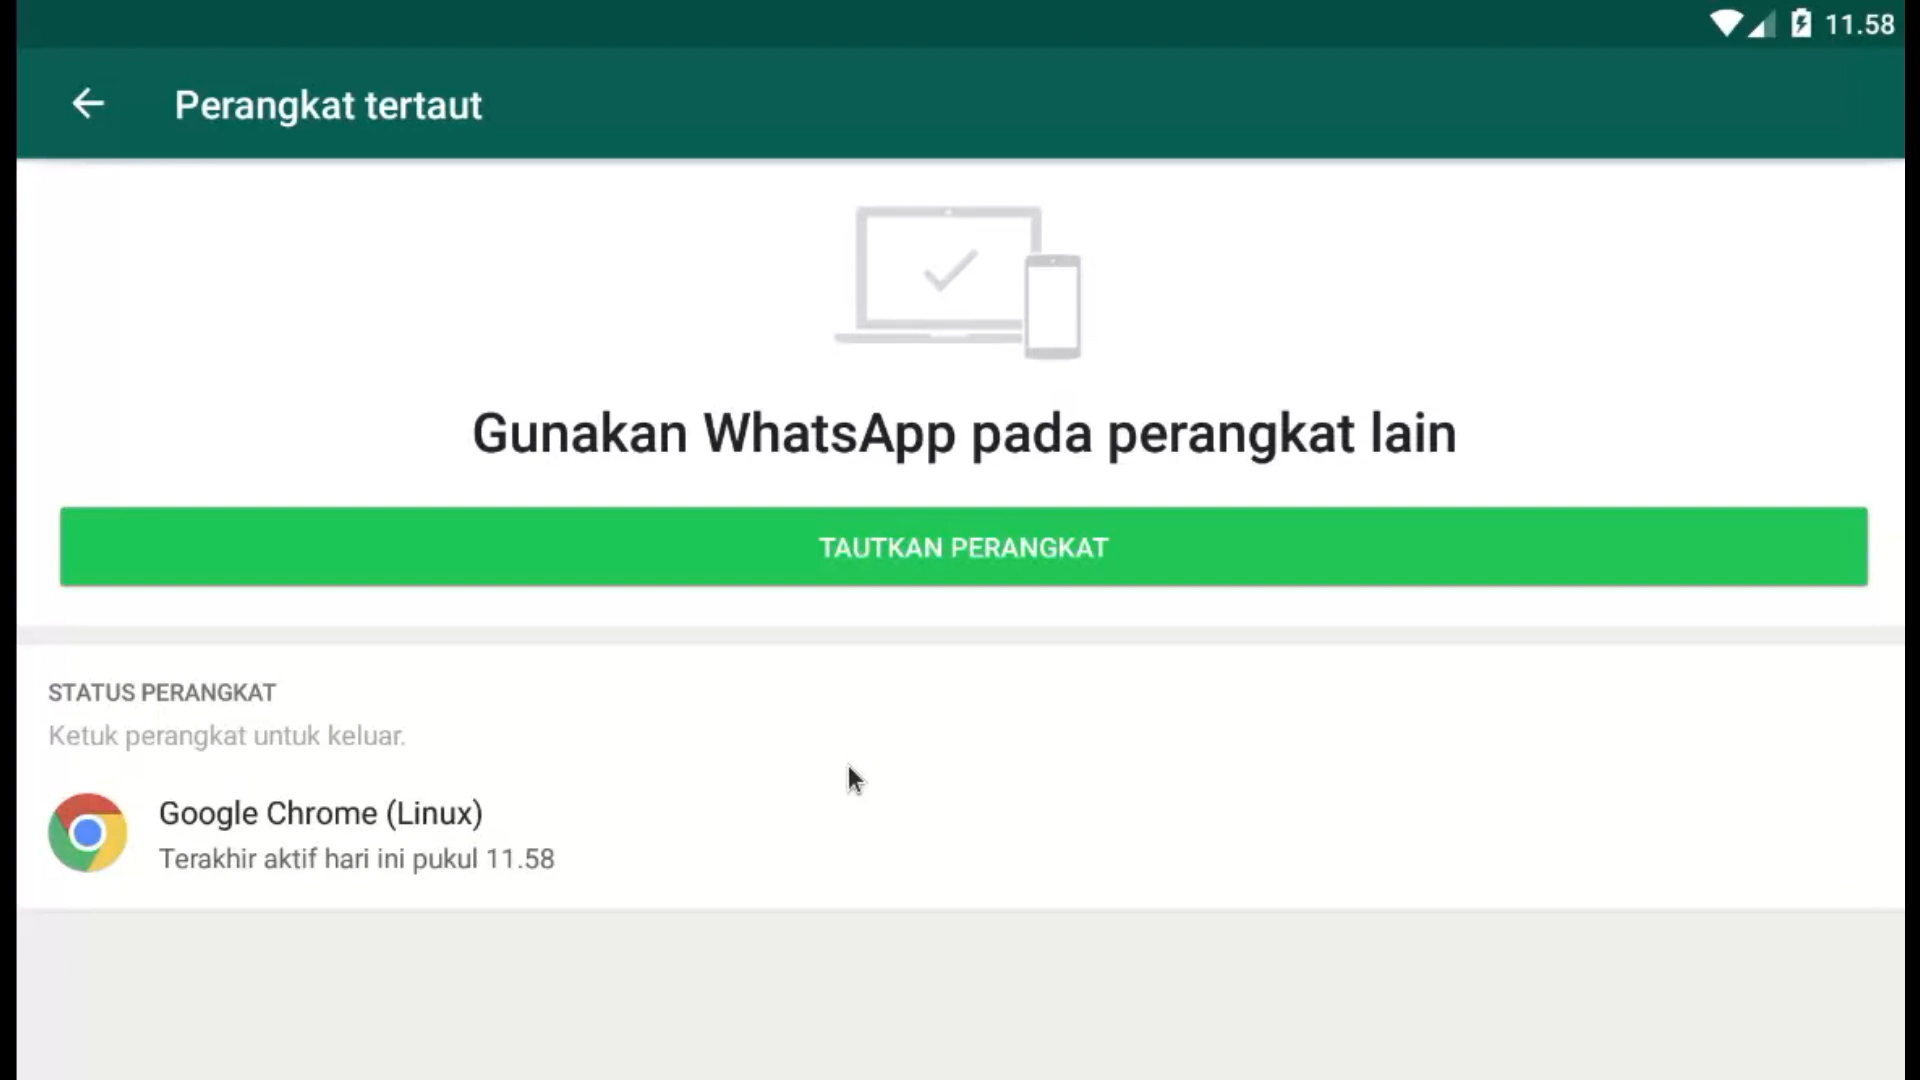 11.58
Perangkat tertaut
Gunakan WhatsApp pada perangkat lain
TAUTKAN PERANGKAT
STATUS PERANGKAT
Ketuk perangkat untuk keluar.
Google Chrome (Linux)
Terakhir aktif hari ini pukul 11.58